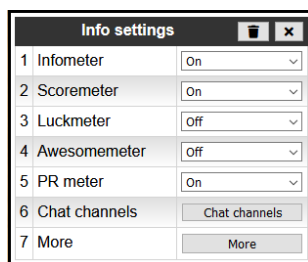 Info settings
1 Infometer On
2 Scoremeter On
3 Luckmeter Off
4 Awesomemeter Off
5 PR meter On
6 Chat channels Chat channels
7 More More